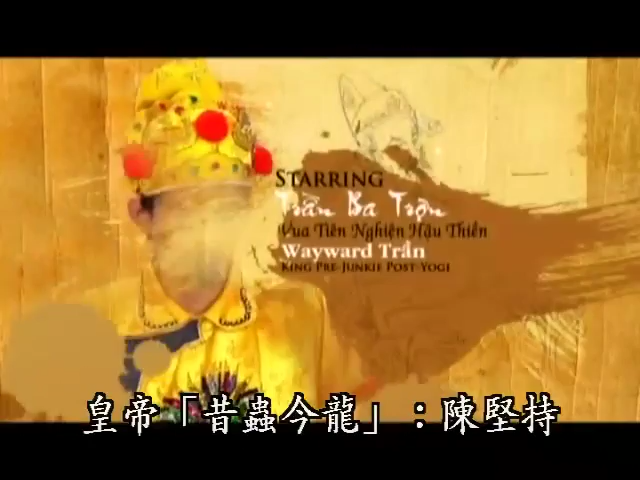 STARRING
Trần Ba Trợn
Vua Tiên Nghiện Hậu Thiền
Wayward Trần
KING PRE-JUNKIE POST-YOGI
皇帝「昔蟲今龍」：陳堅持